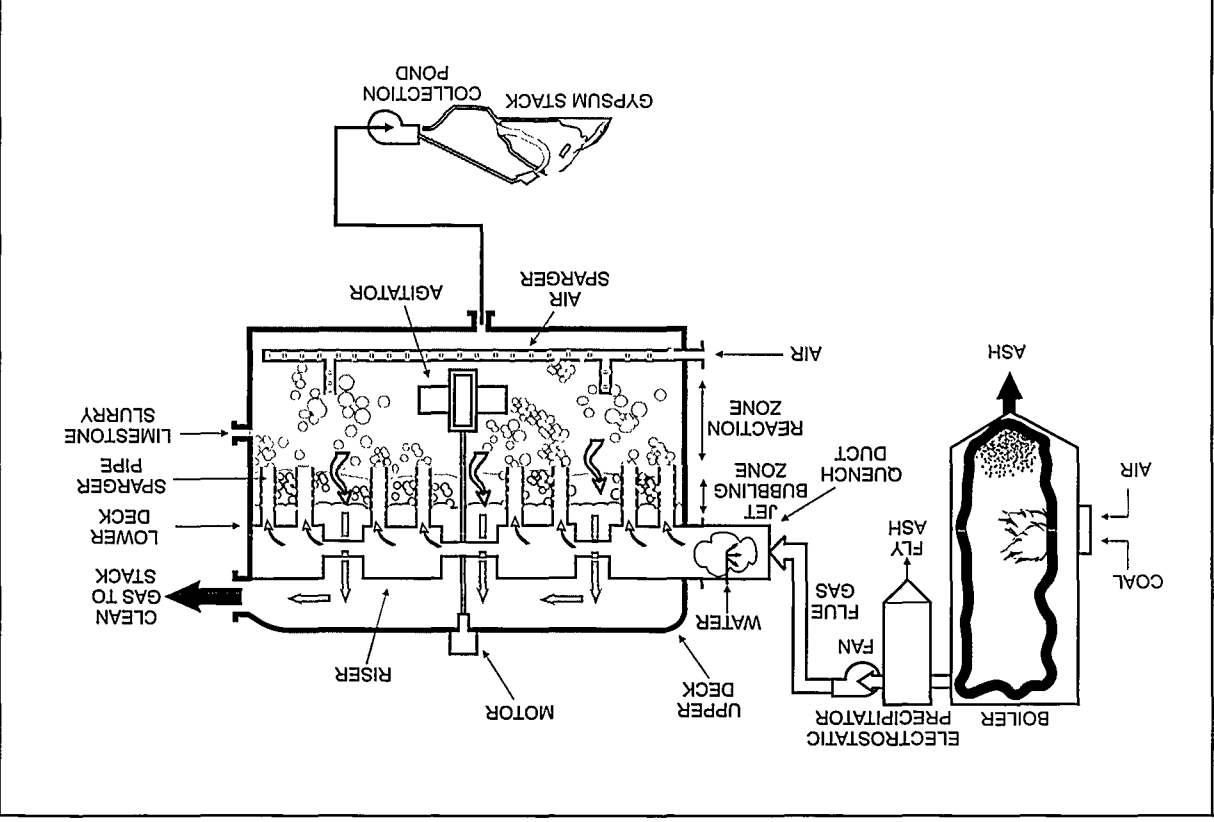 BOILER
ELECTROSTATIC
PRECIPITATOR
FAN
FLUE
GAS
FLY
ASH
COAL
AIR
ASH
WATER
QUENCH
DUCT
UPPER
DECK
MOTOR
RISER
CLEAN
GAS TO
STACK
LOWER
DECK
SPARGER
PIPE
LIMESTONE
SLURRY
JET
BUBBLING
ZONE
REACTION
ZONE
AIR
AIR
SPARGER
AGITATOR
GYPSUM STACK
COLLECTION
POND